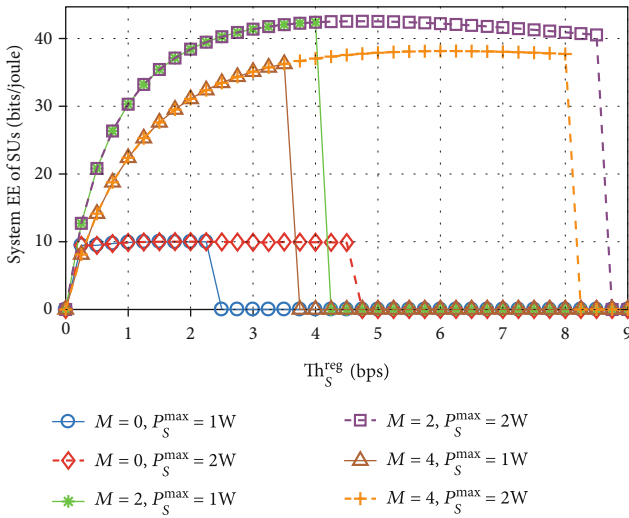 System EE of SUs (bits/joule)
40
30
20
10
0
0 1 2 3 4 5 6 7 8 9
Th_S^reg (bps)
M = 0, P_S^max = 1W
M = 0, P_S^max = 2W
M = 2, P_S^max = 1W
M = 2, P_S^max = 2W
M = 4, P_S^max = 1W
M = 4, P_S^max = 2W